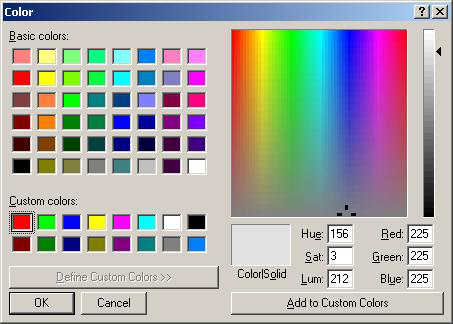 Color
Basic colors:
Custom colors:
Define Custom Colors >>
OK
Cancel
Color|Solid
Hue: 156
Sat: 3
Lum: 212
Red: 225
Green: 225
Blue: 225
Add to Custom Colors